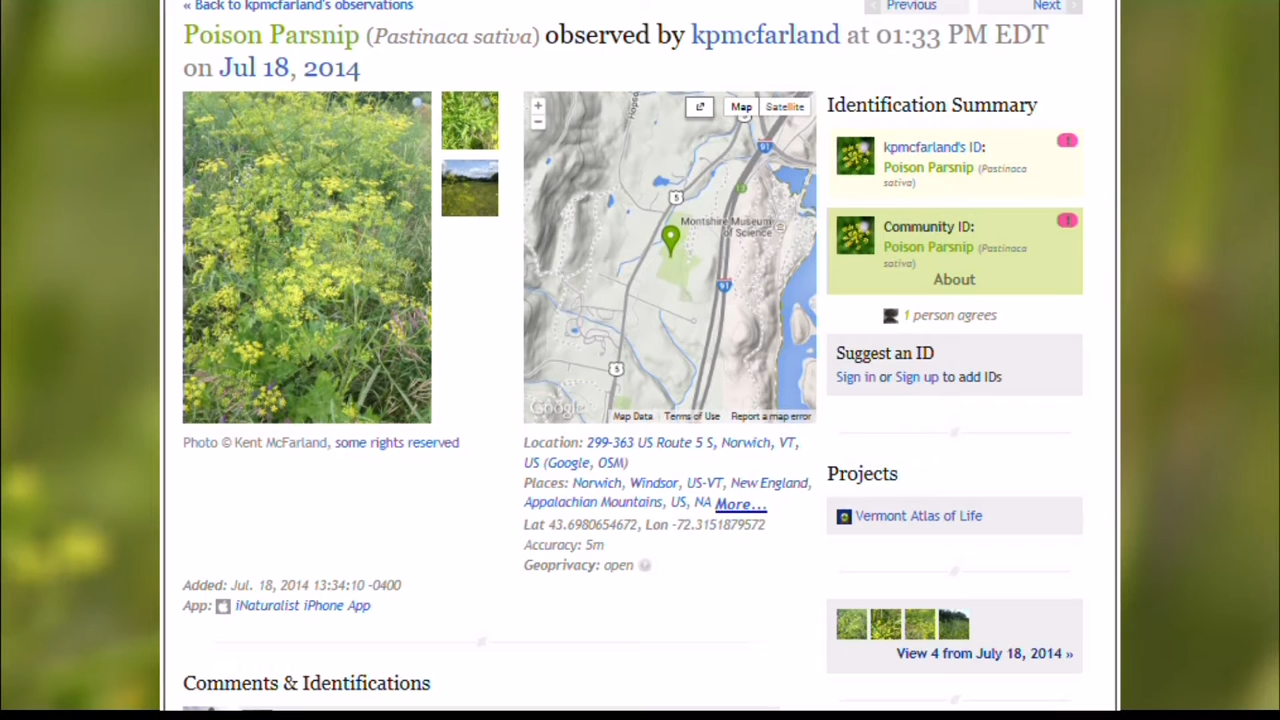 « Back to kpmcfarland's observations
Previous
Next
Poison Parsnip (Pastinaca sativa) observed by kpmcfarland at 01:33 PM EDT
on Jul 18, 2014
Map
Satellite
91
5
Montshire Museum
of Science
91
5
Google
Map Data
Terms of Use
Report a map error
Photo © Kent McFarland, some rights reserved
Location: 299-363 US Route 5 S, Norwich, VT,
US (Google, OSM)
Places: Norwich, Windsor, US-VT, New England,
Appalachian Mountains, US, NA More...
Lat 43.6980654672, Lon -72.3151879572
Accuracy: 5m
Geoprivacy: open
Added: Jul. 18, 2014 13:34:10 -0400
App: iNaturalist iPhone App
Comments & Identifications
Identification Summary
kpmcfarland's ID:
Poison Parsnip (Pastinaca
sativa)
Community ID:
Poison Parsnip (Pastinaca
sativa)
About
1 person agrees
Suggest an ID
Sign in or Sign up to add IDs
Projects
Vermont Atlas of Life
View 4 from July 18, 2014 »